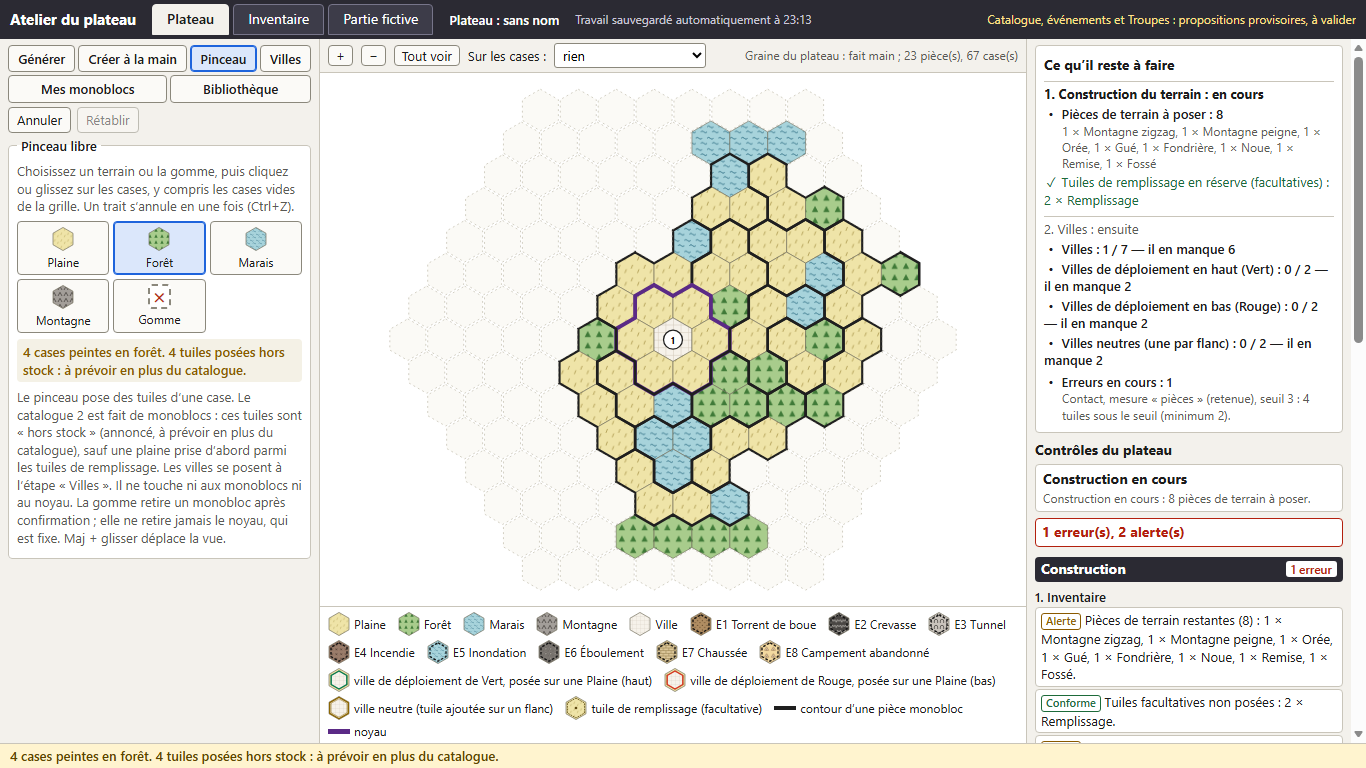 Atelier du plateau
Plateau
Inventaire
Partie fictive
Plateau : sans nom
Travail sauvegardé automatiquement à 23:13
Catalogue, événements et Troupes : propositions provisoires, à valider
Générer
Créer à la main
Pinceau
Villes
Mes monoblocs
Bibliothèque
Annuler
Rétablir
Pinceau libre
Choisissez un terrain ou la gomme, puis cliquez
ou glissez sur les cases, y compris les cases vides
de la grille. Un trait s’annule en une fois (Ctrl+Z).
Plaine
Forêt
Marais
Montagne
Gomme
4 cases peintes en forêt. 4 tuiles posées hors
stock : à prévoir en plus du catalogue.
Le pinceau pose des tuiles d’une case. Le
catalogue 2 est fait de monoblocs : ces tuiles sont
« hors stock » (annoncé, à prévoir en plus du
catalogue), sauf une plaine prise d’abord parmi
les tuiles de remplissage. Les villes se posent à
l’étape « Villes ». Il ne touche ni aux monoblocs ni
au noyau. La gomme retire un monobloc après
confirmation ; elle ne retire jamais le noyau, qui
est fixe. Maj + glisser déplace la vue.
+
−
Tout voir
Sur les cases :
rien
Graine du plateau : fait main ; 23 pièce(s), 67 case(s)
1
Plaine
Forêt
Marais
Montagne
Ville
E1 Torrent de boue
E2 Crevasse
E3 Tunnel
E4 Incendie
E5 Inondation
E6 Éboulement
E7 Chaussée
E8 Campement abandonné
ville de déploiement de Vert, posée sur une Plaine (haut)
ville de déploiement de Rouge, posée sur une Plaine (bas)
ville neutre (tuile ajoutée sur un flanc)
tuile de remplissage (facultative)
contour d’une pièce monobloc
noyau
Ce qu’il reste à faire
1. Construction du terrain : en cours
• Pièces de terrain à poser : 8
1 × Montagne zigzag, 1 × Montagne peigne, 1 ×
Orée, 1 × Gué, 1 × Fondrière, 1 × Noue, 1 ×
Remise, 1 × Fossé
✓ Tuiles de remplissage en réserve (facultatives) :
2 × Remplissage
2. Villes : ensuite
• Villes : 1 / 7 — il en manque 6
• Villes de déploiement en haut (Vert) : 0 / 2 —
il en manque 2
• Villes de déploiement en bas (Rouge) : 0 / 2
— il en manque 2
• Villes neutres (une par flanc) : 0 / 2 — il en
manque 2
• Erreurs en cours : 1
Contact, mesure « pièces » (retenue), seuil 3 : 4
tuiles sous le seuil (minimum 2).
Contrôles du plateau
Construction en cours
Construction en cours : 8 pièces de terrain à poser.
1 erreur(s), 2 alerte(s)
Construction
1 erreur
1. Inventaire
Alerte Pièces de terrain restantes (8) : 1 ×
Montagne zigzag, 1 × Montagne peigne, 1 × Orée,
1 × Gué, 1 × Fondrière, 1 × Noue, 1 × Remise, 1 ×
Fossé.
Conforme Tuiles facultatives non posées : 2 ×
Remplissage.
4 cases peintes en forêt. 4 tuiles posées hors stock : à prévoir en plus du catalogue.